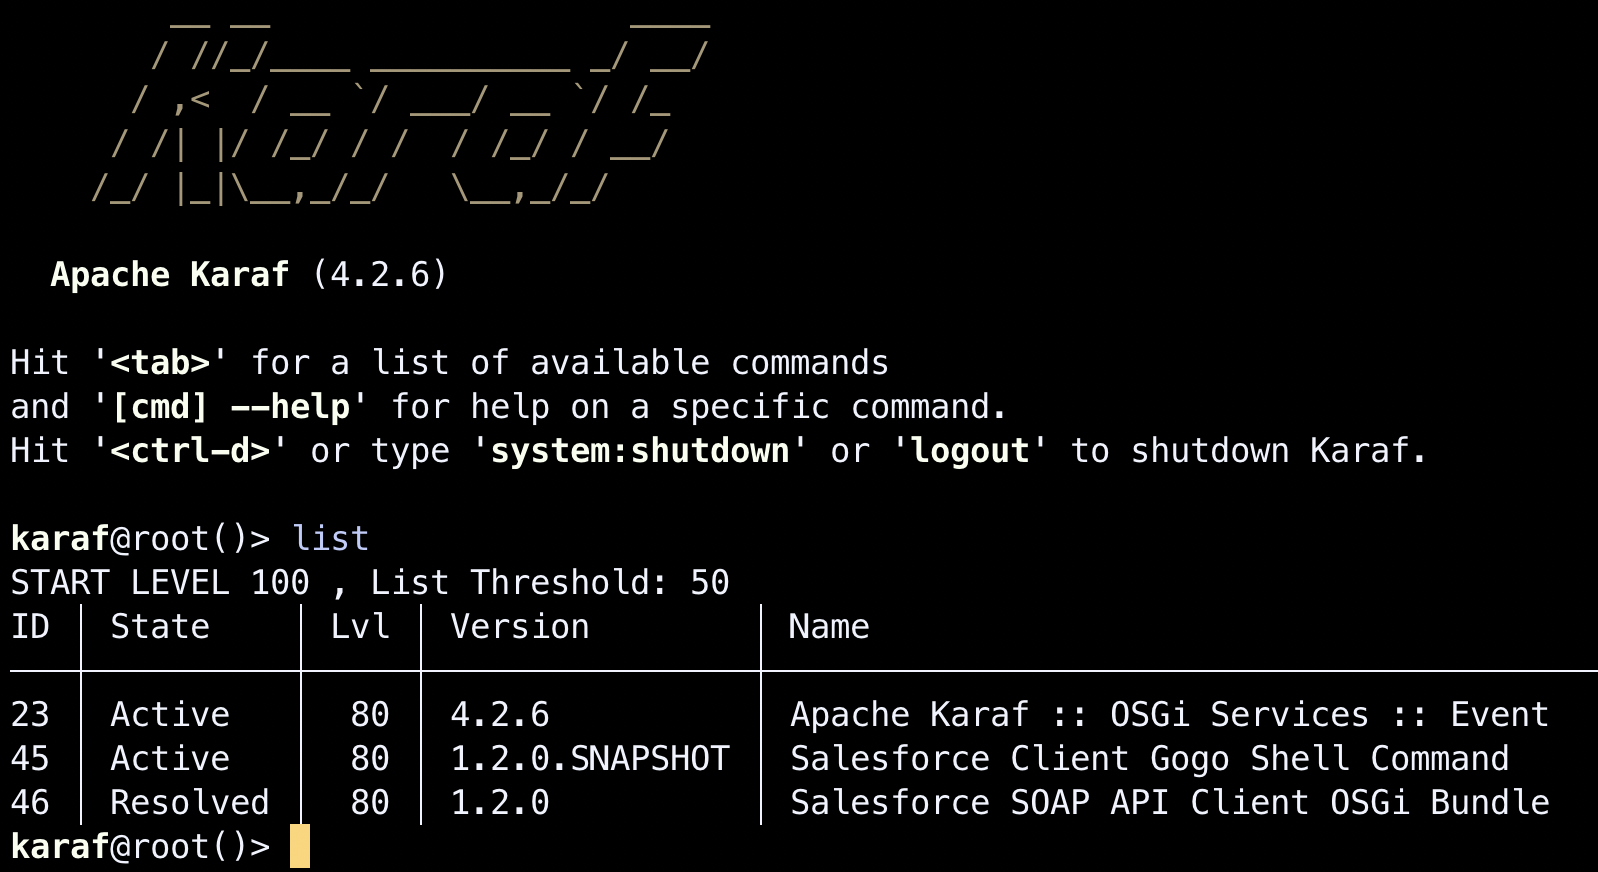 __ __                  _____
       / //_/____ __________ _/ __/
      / ,<  / __ `/ ___/ __ `/ /_
     / /| |/ /_/ / /  / /_/ / __/
    /_/ |_|\__,_/_/   \__,_/_/
Apache Karaf (4.2.6)
Hit '<tab>' for a list of available commands
and '[cmd] --help' for help on a specific command.
Hit '<ctrl-d>' or type 'system:shutdown' or 'logout' to shutdown Karaf.
karaf@root()> list
START LEVEL 100 , List Threshold: 50
ID │ State │ Lvl │ Version │ Name
23 │ Active │ 80 │ 4.2.6 │ Apache Karaf :: OSGi Services :: Event
45 │ Active │ 80 │ 1.2.0.SNAPSHOT │ Salesforce Client Gogo Shell Command
46 │ Resolved │ 80 │ 1.2.0 │ Salesforce SOAP API Client OSGi Bundle
karaf@root()>